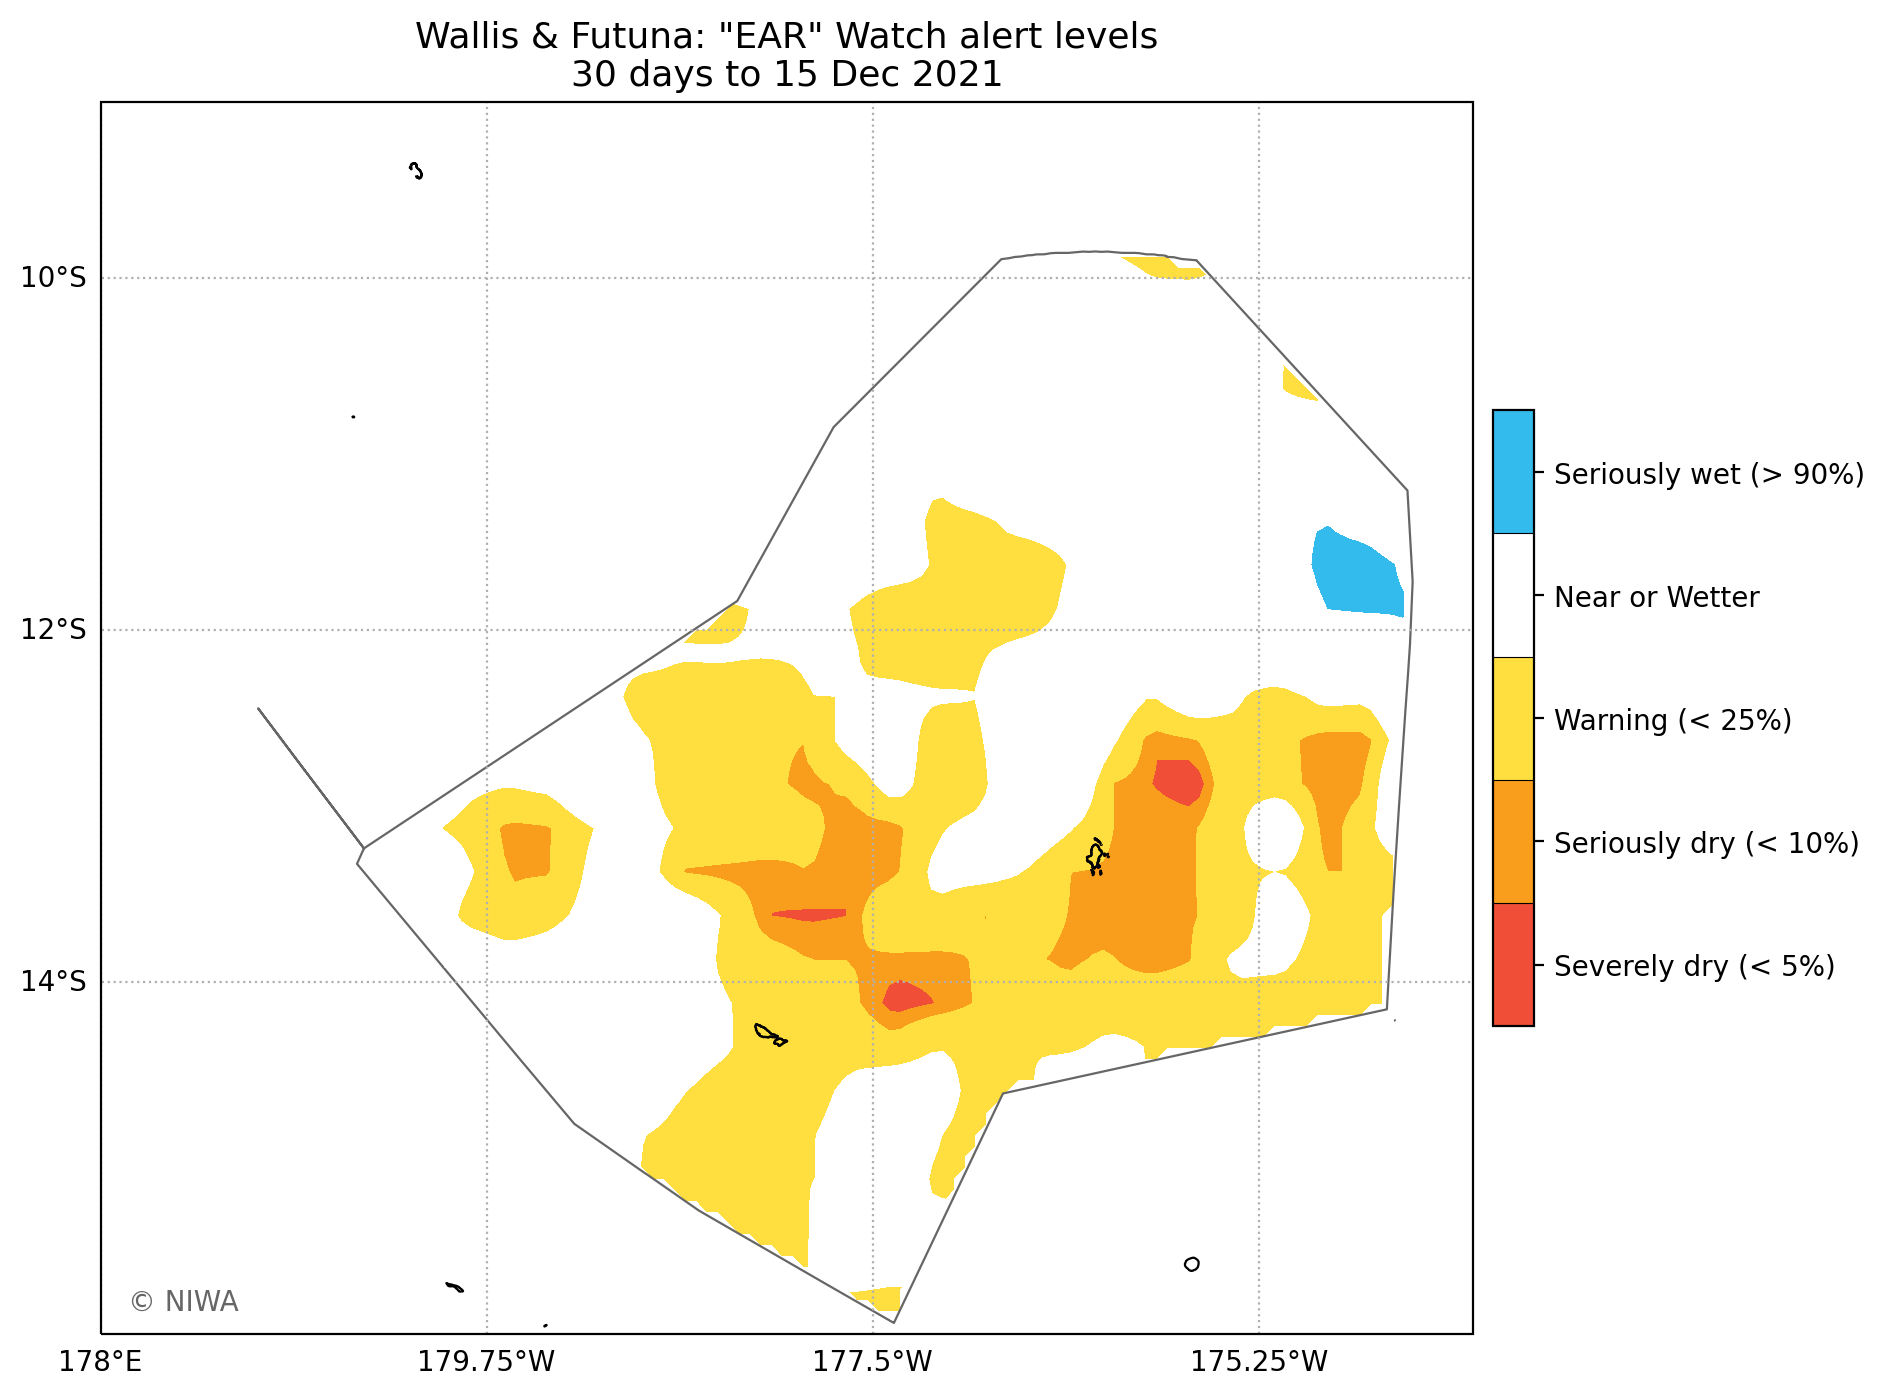 Wallis & Futuna: "EAR" Watch alert levels
30 days to 15 Dec 2021
10°S
12°S
14°S
178°E
179.75°W
177.5°W
175.25°W
Seriously wet (> 90%)
Near or Wetter
Warning (< 25%)
Seriously dry (< 10%)
Severely dry (< 5%)
© NIWA